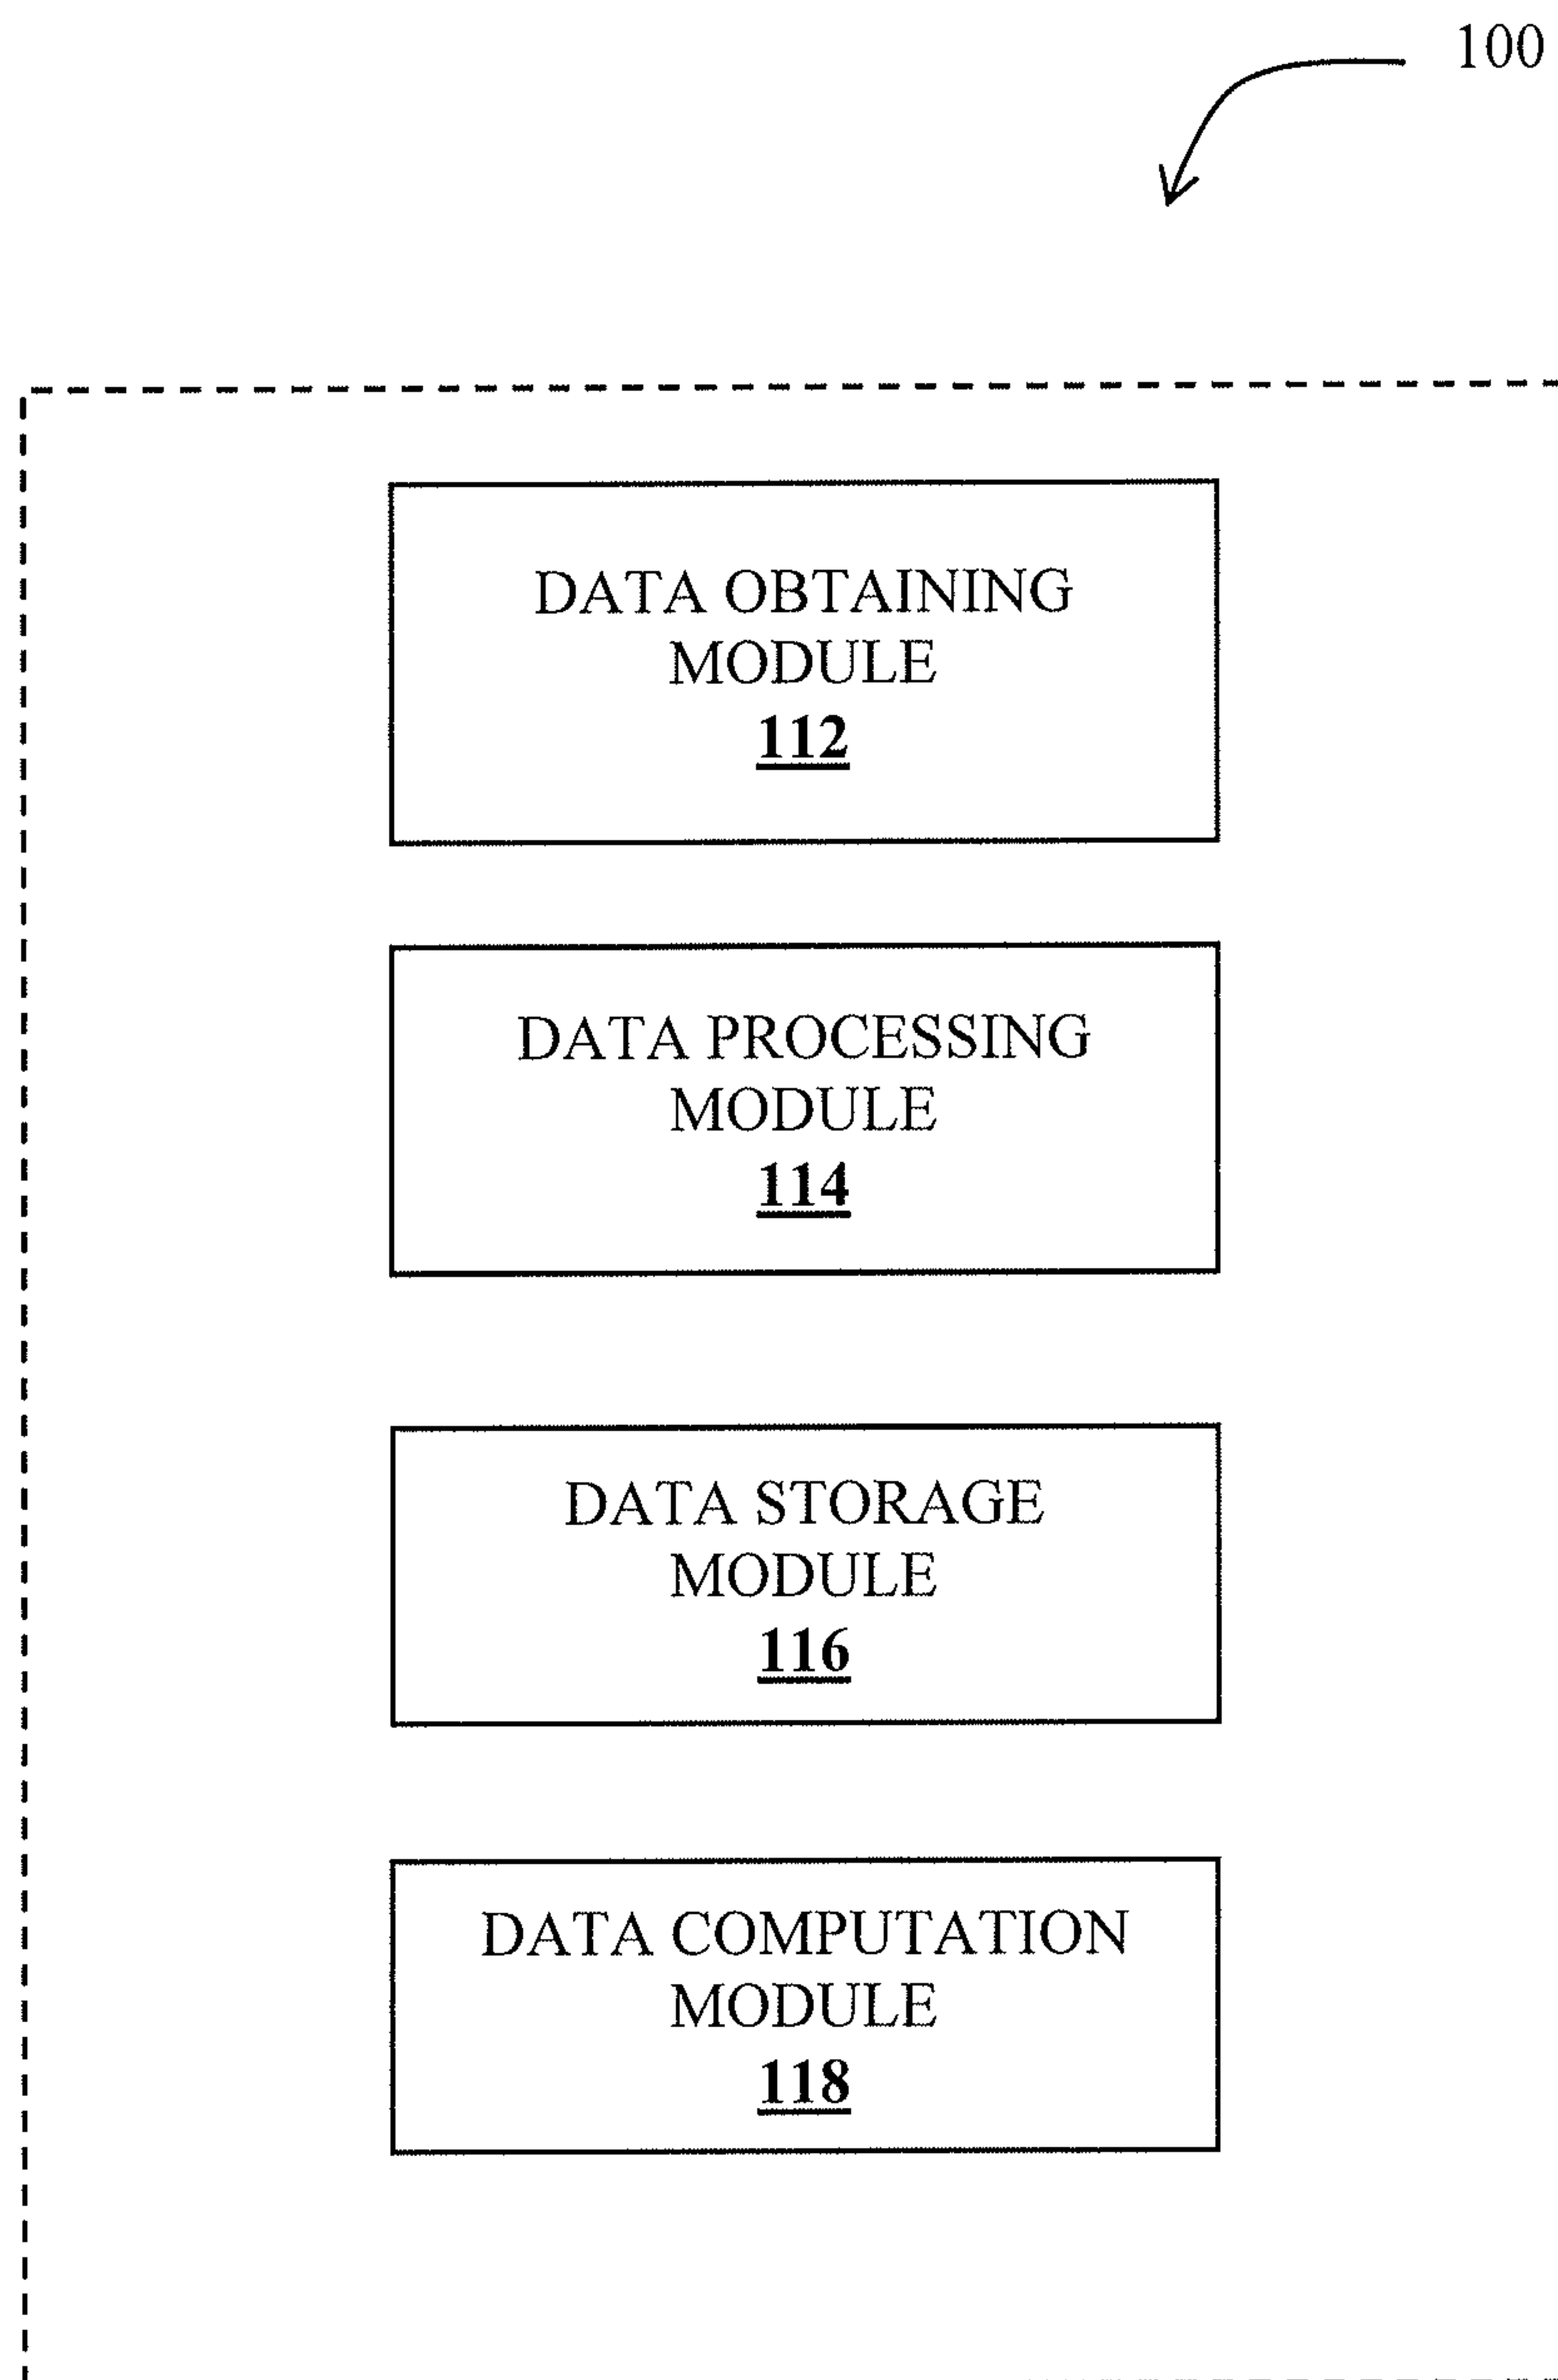 100
DATA OBTAINING
MODULE
112
DATA PROCESSING
MODULE
114
DATA STORAGE
MODULE
116
DATA COMPUTATION
MODULE
118